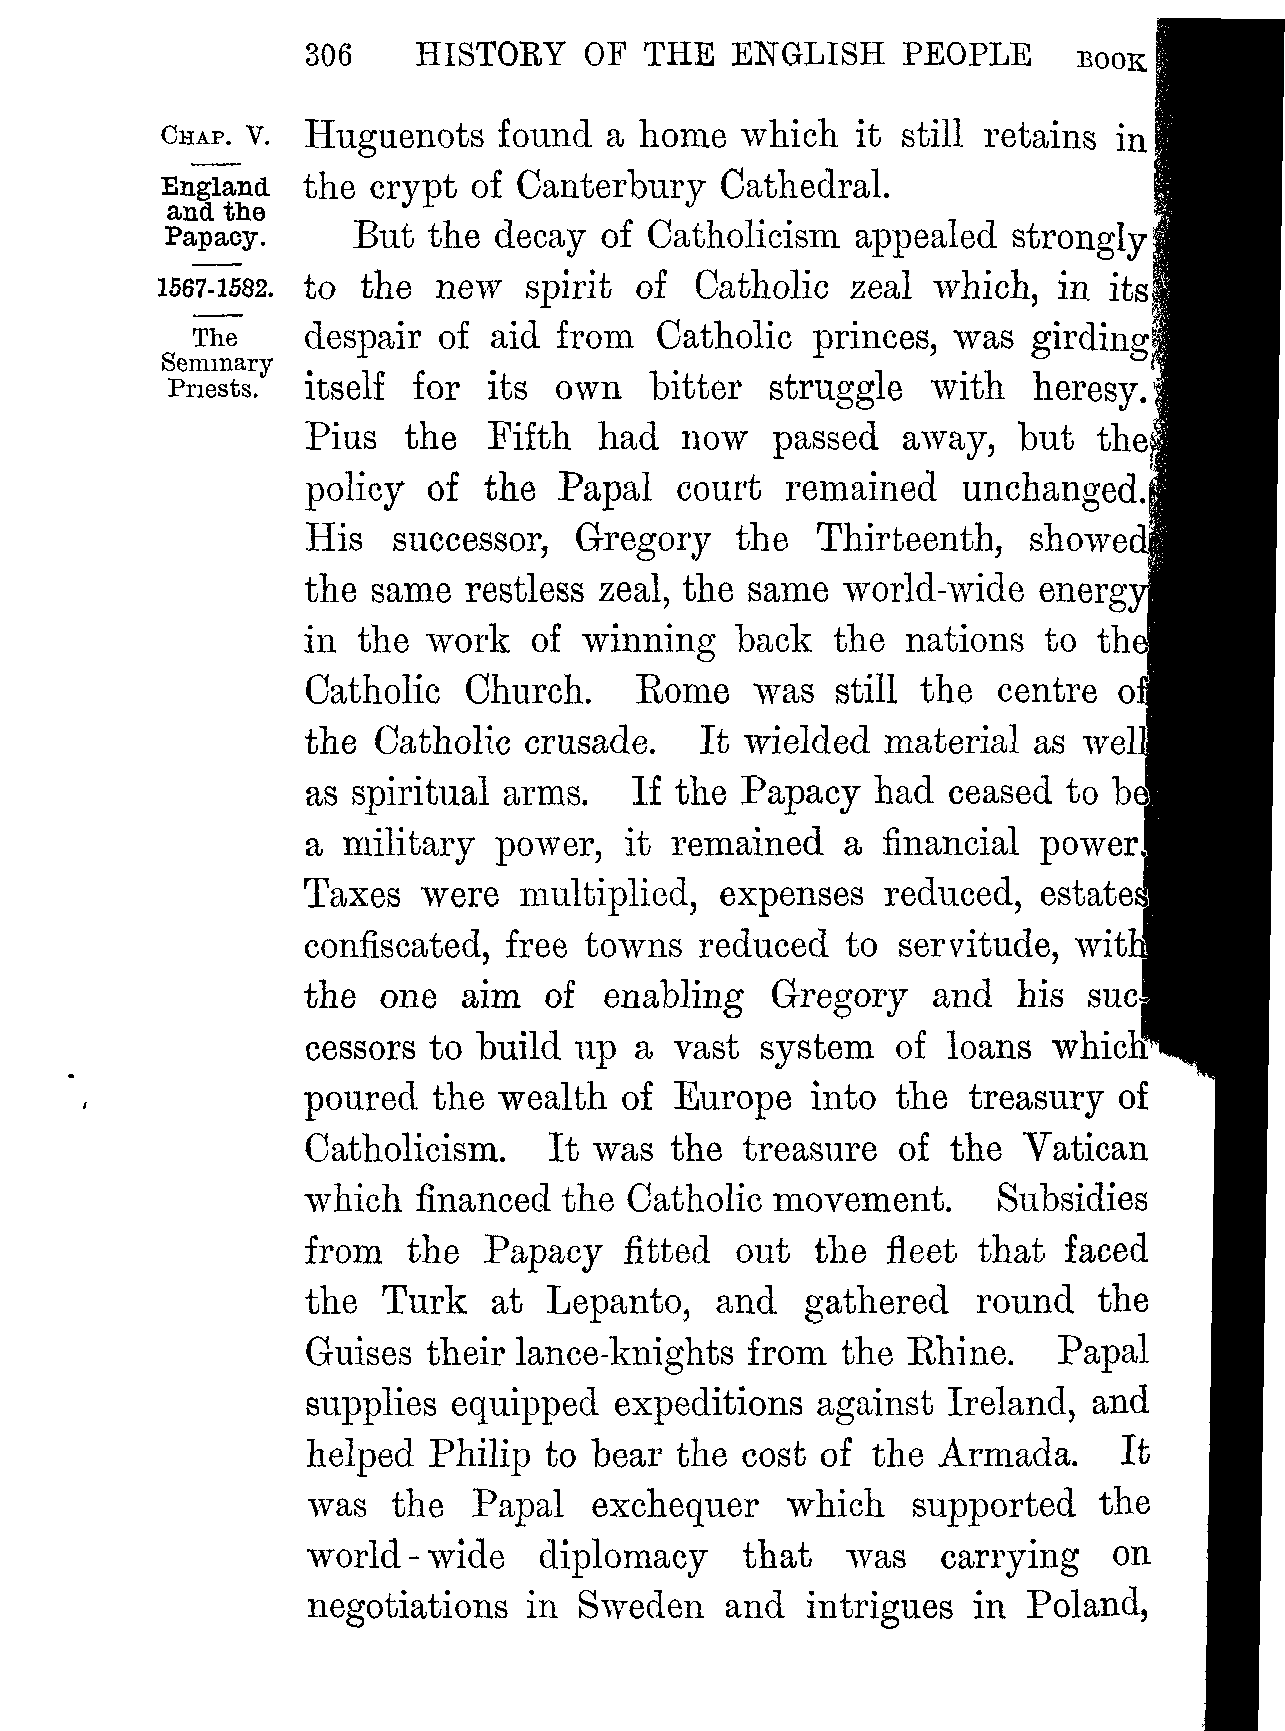 306 HISTORY OF THE ENGLISH PEOPLE BOOK
CHAP. V.
England
and the
Papacy.
1567-1582.
The
Seminary
Priests.
Huguenots found a home which it still retains in
the crypt of Canterbury Cathedral.
But the decay of Catholicism appealed strongly
to the new spirit of Catholic zeal which, in its
despair of aid from Catholic princes, was girding
itself for its own bitter struggle with heresy.
Pius the Fifth had now passed away, but the
policy of the Papal court remained unchanged.
His successor, Gregory the Thirteenth, showed
the same restless zeal, the same world-wide energy
in the work of winning back the nations to the
Catholic Church. Rome was still the centre of
the Catholic crusade. It wielded material as well
as spiritual arms. If the Papacy had ceased to be
a military power, it remained a financial power.
Taxes were multiplied, expenses reduced, estates
confiscated, free towns reduced to servitude, with
the one aim of enabling Gregory and his suc-
cessors to build up a vast system of loans which
poured the wealth of Europe into the treasury of
Catholicism. It was the treasure of the Vatican
which financed the Catholic movement. Subsidies
from the Papacy fitted out the fleet that faced
the Turk at Lepanto, and gathered round the
Guises their lance-knights from the Rhine. Papal
supplies equipped expeditions against Ireland, and
helped Philip to bear the cost of the Armada. It
was the Papal exchequer which supported the
world-wide diplomacy that was carrying on
negotiations in Sweden and intrigues in Poland,